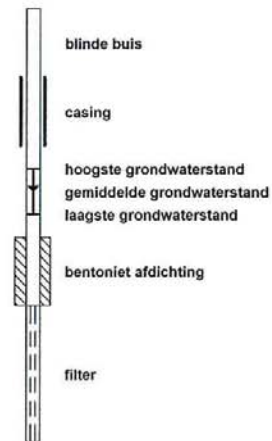 blinde buis
casing
hoogste grondwaterstand
gemiddelde grondwaterstand
laagste grondwaterstand
bentoniet afdichting
filter